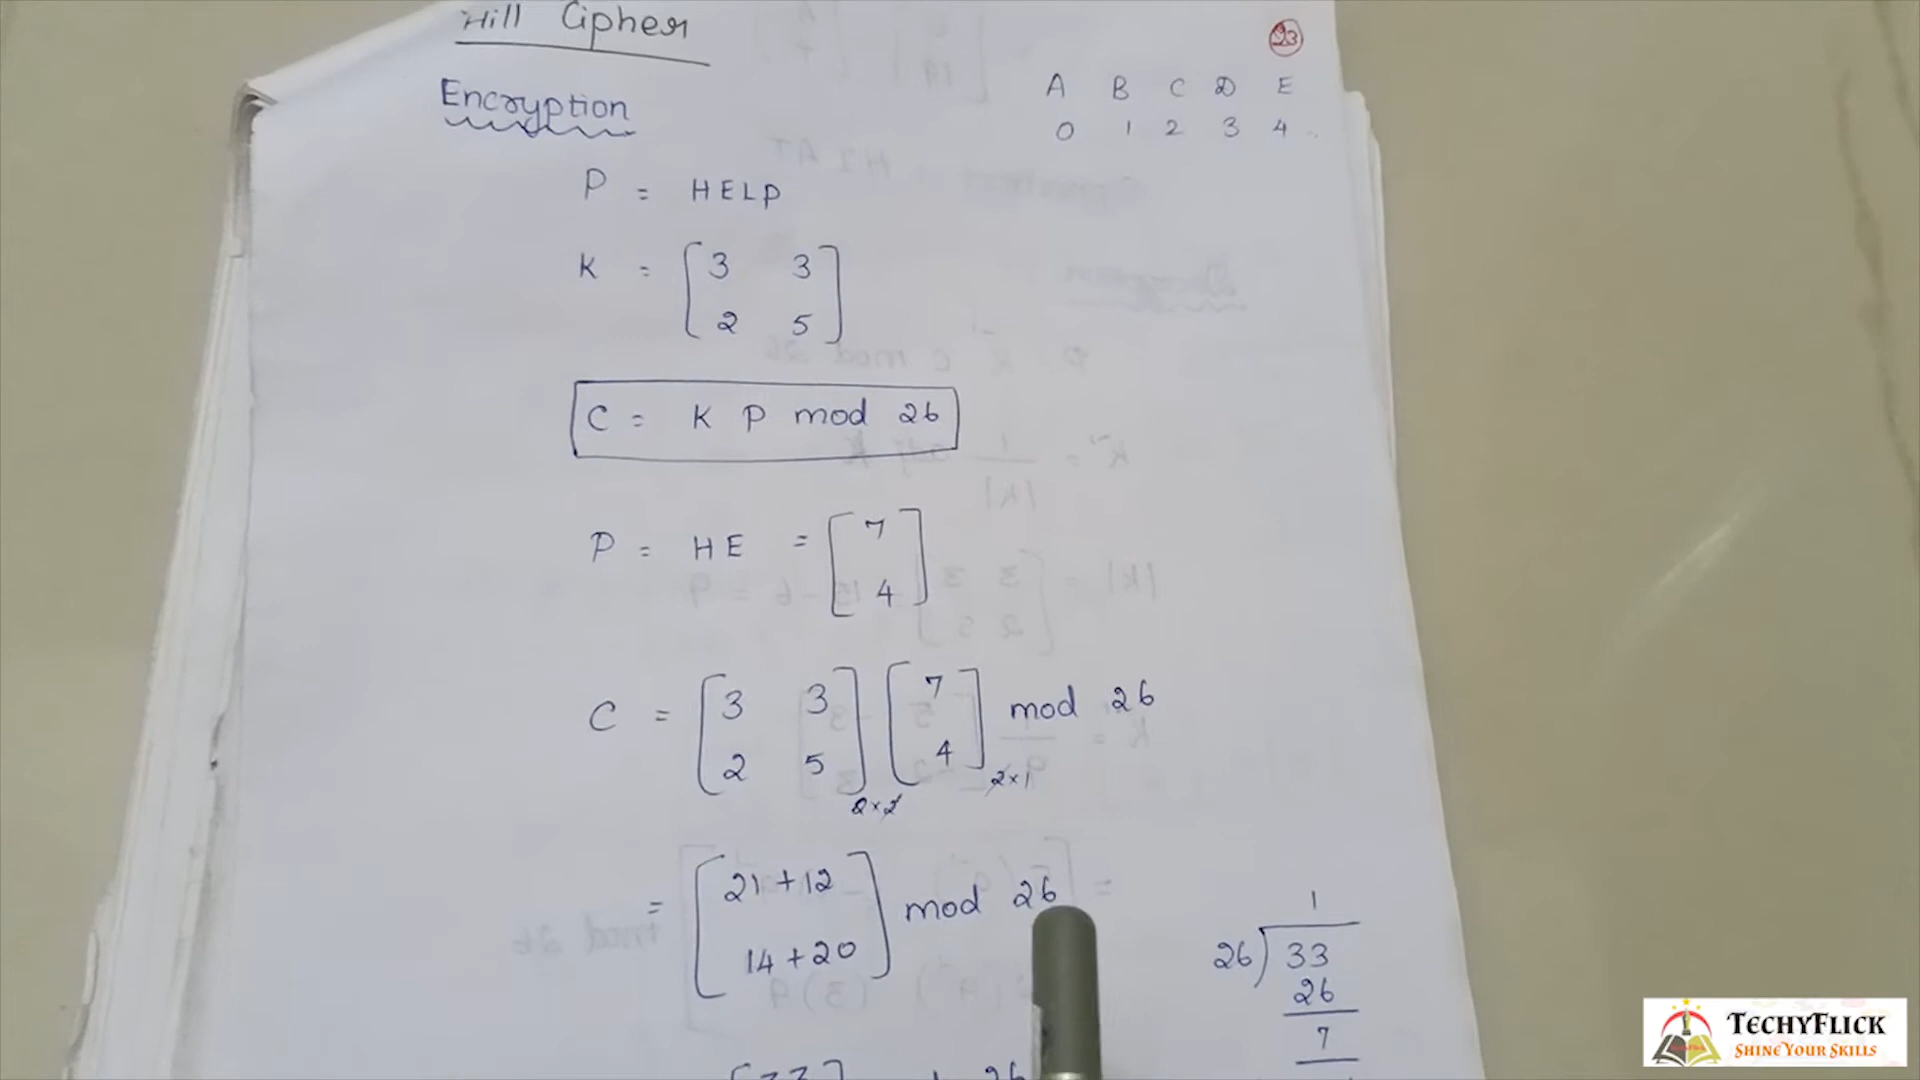 Hill Cipher
23
Encryption
A B C D E
0 1 2 3 4 ..
P = HELP
K = [3 3
2 5]
C = K P mod 26
P = HE = [7
4]
C = [3 3
2 5] 2×2 [7
4] 2×1 mod 26
= [21+12
14+20] mod 26
1
26) 33
26
7
[33]
26
TECHYFLICK
SHINE YOUR SKILLS